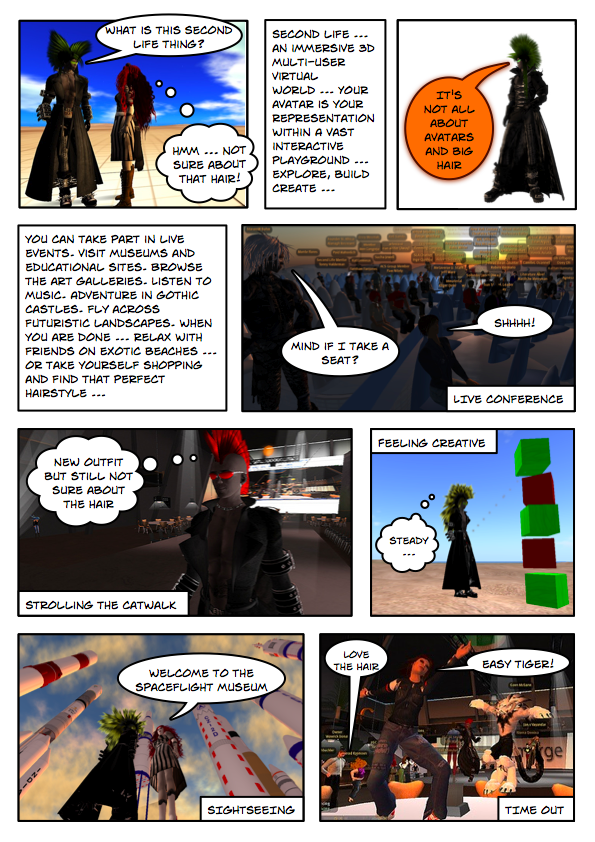 WHAT IS THIS SECOND
LIFE THING?
HMM ... NOT
SURE ABOUT
THAT HAIR!
SECOND LIFE ...
AN IMMERSIVE 3D
MULTI-USER
VIRTUAL
WORLD ... YOUR
AVATAR IS YOUR
REPRESENTATION
WITHIN A VAST
INTERACTIVE
PLAYGROUND ...
EXPLORE, BUILD
CREATE ...
IT'S
NOT ALL
ABOUT
AVATARS
AND BIG
HAIR
YOU CAN TAKE PART IN LIVE
EVENTS. VISIT MUSEUMS AND
EDUCATIONAL SITES. BROWSE
THE ART GALLERIES. LISTEN TO
MUSIC. ADVENTURE IN GOTHIC
CASTLES. FLY ACROSS
FUTURISTIC LANDSCAPES. WHEN
YOU ARE DONE ... RELAX WITH
FRIENDS ON EXOTIC BEACHES ...
OR TAKE YOURSELF SHOPPING
AND FIND THAT PERFECT
HAIRSTYLE ...
MIND IF I TAKE A
SEAT?
SHHHH!
LIVE CONFERENCE
NEW OUTFIT
BUT STILL NOT
SURE ABOUT
THE HAIR
STROLLING THE CATWALK
FEELING CREATIVE
STEADY
...
WELCOME TO THE
SPACEFLIGHT MUSEUM
SIGHTSEEING
LOVE
THE HAIR
EASY TIGER!
TIME OUT